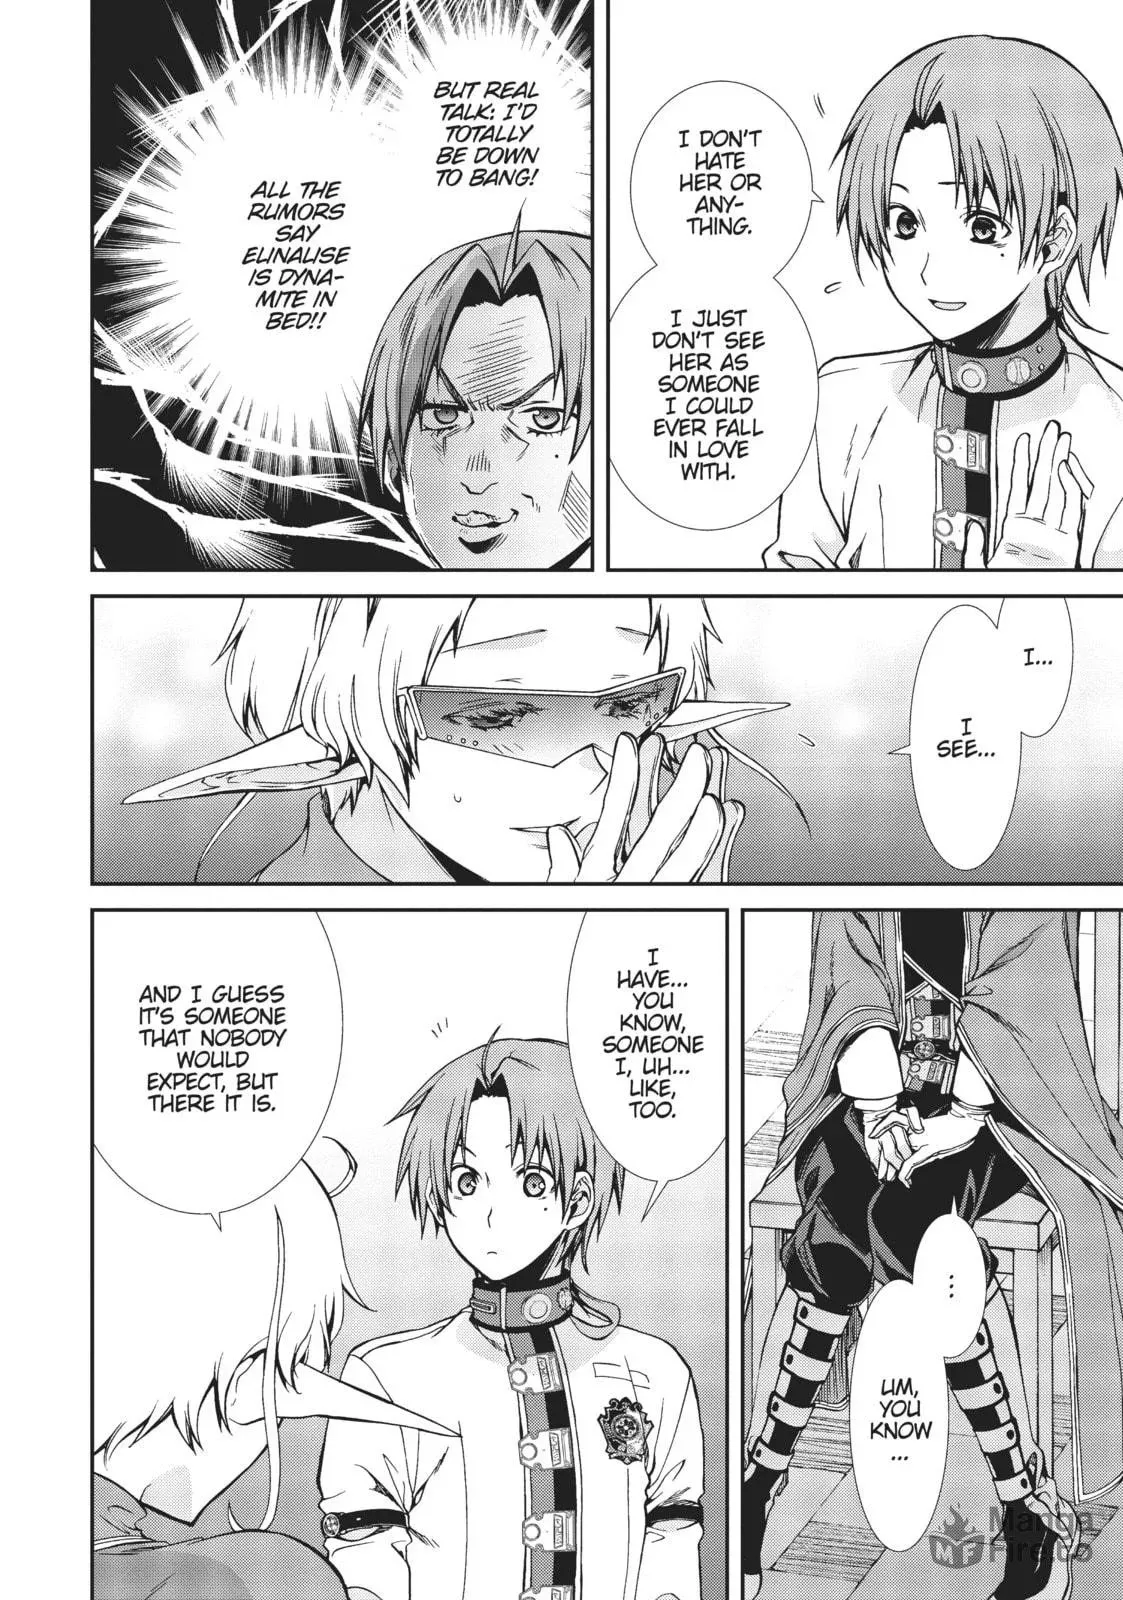 I DON'T
HATE
HER OR
ANY-
THING.
I JUST
DON'T SEE
HER AS
SOMEONE
I COULD
EVER FALL
IN LOVE
WITH.
BUT REAL
TALK: I'D
TOTALLY
BE DOWN
TO BANG!
ALL THE
RUMORS
SAY
ELINALISE
IS DYNA-
MITE IN
BED!!
I...
I
SEE...
...
UM,
YOU
KNOW
...
I
HAVE...
YOU
KNOW,
SOMEONE
I, UH...
LIKE,
TOO.
AND I GUESS
IT'S SOMEONE
THAT NOBODY
WOULD
EXPECT, BUT
THERE IT IS.
MF
Manga
Fire.to